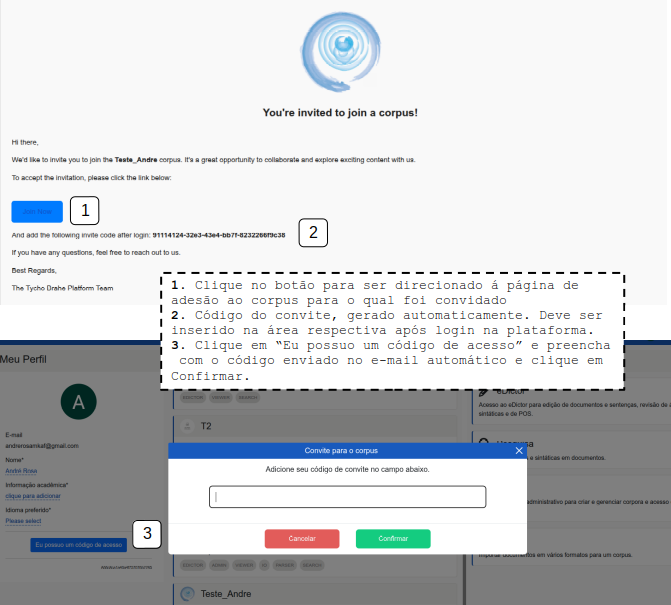 You're invited to join a corpus!
Hi there,
We'd like to invite you to join the Teste_Andre corpus. It's a great opportunity to collaborate and explore exciting content with us.
To accept the invitation, please click the link below:
Join Now
1
And add the following invite code after login: 91114124-32e3-43e4-bb7f-8232266f9c38
2
If you have any questions, feel free to reach out to us.
Best Regards,
The Tycho Brahe Platform Team
1. Clique no botão para ser direcionado á página de
adesão ao corpus para o qual foi convidado
2. Código do convite, gerado automaticamente. Deve ser
inserido na área respectiva após login na plataforma.
3. Clique em “Eu possuo um código de acesso” e preencha
com o código enviado no e-mail automático e clique em
Confirmar.
Meu Perfil
A
E-mail
andrerosamikaf@gmail.com
Nome*
André Rosa
Informação acadêmica*
clique para adicionar
Idioma preferido*
Please select
Eu possuo um código de acesso
3
EDICTOR VIEWER SEARCH
T2
Convite para o corpus
Adicione seu código de convite no campo abaixo.
Cancelar
Confirmar
EDICTOR ADMIN VIEWER IO PARSER SEARCH
Teste_Andre
eDictor
Acesso ao eDictor para edição de documentos e sentenças, revisão de a
sintáticas e de POS.
a sintáticas em documentos.
administrativo para criar e gerenciar corpora e acesso
Importar documentos em vários formatos para um corpus.